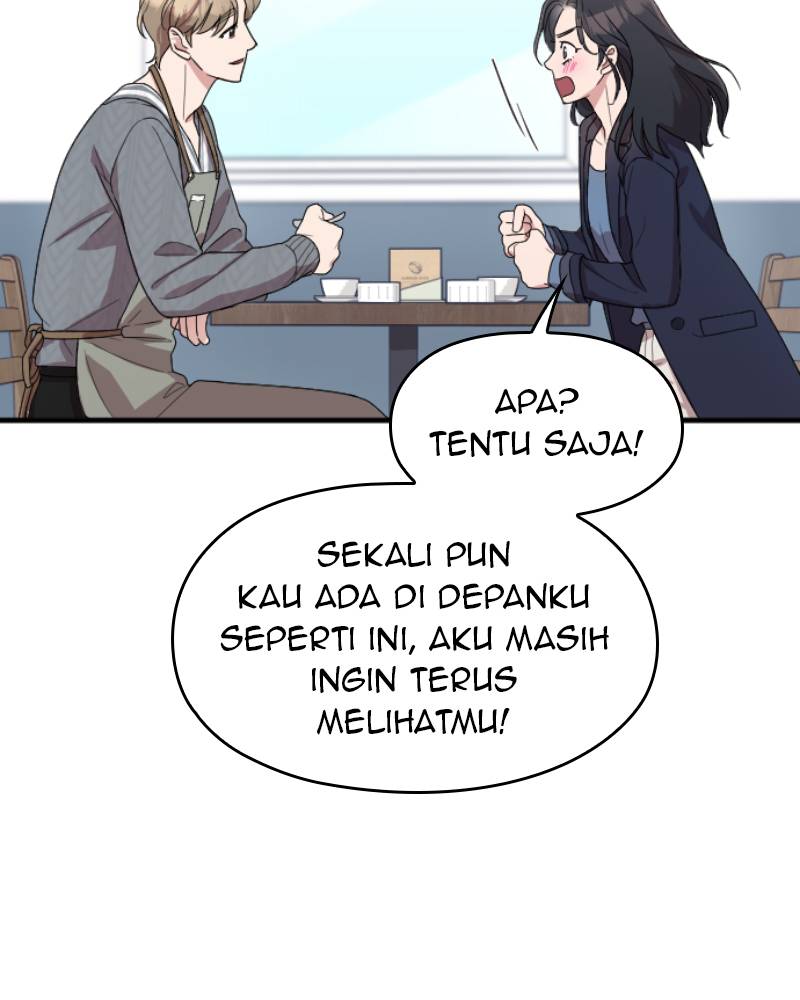 APA?
TENTU SAJA!
SEKALI PUN
KAU ADA DI DEPANKU
SEPERTI INI, AKU MASIH
INGIN TERUS
MELIHATMU!